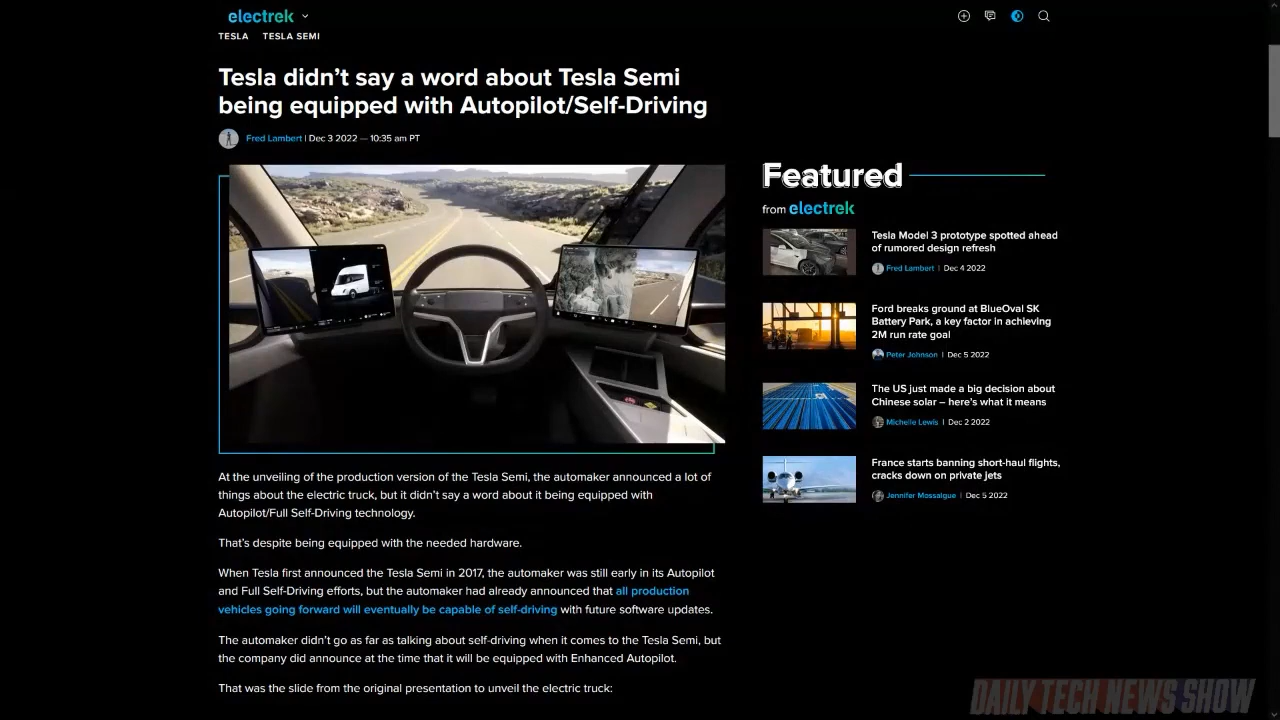 electrek
TESLA TESLA SEMI
Tesla didn't say a word about Tesla Semi
being equipped with Autopilot/Self-Driving
Fred Lambert | Dec 3 2022 — 10:35 am PT
At the unveiling of the production version of the Tesla Semi, the automaker announced a lot of
things about the electric truck, but it didn't say a word about it being equipped with
Autopilot/Full Self-Driving technology.
That's despite being equipped with the needed hardware.
When Tesla first announced the Tesla Semi in 2017, the automaker was still early in its Autopilot
and Full Self-Driving efforts, but the automaker had already announced that all production
vehicles going forward will eventually be capable of self-driving with future software updates.
The automaker didn't go as far as talking about self-driving when it comes to the Tesla Semi, but
the company did announce at the time that it will be equipped with Enhanced Autopilot.
That was the slide from the original presentation to unveil the electric truck:
Featured
from electrek
Tesla Model 3 prototype spotted ahead
of rumored design refresh
Fred Lambert | Dec 4 2022
Ford breaks ground at BlueOval SK
Battery Park, a key factor in achieving
2M run rate goal
Peter Johnson | Dec 5 2022
The US just made a big decision about
Chinese solar – here's what it means
Michelle Lewis | Dec 2 2022
France starts banning short-haul flights,
cracks down on private jets
Jennifer Mossalgue | Dec 5 2022
DAILY TECH NEWS SHOW